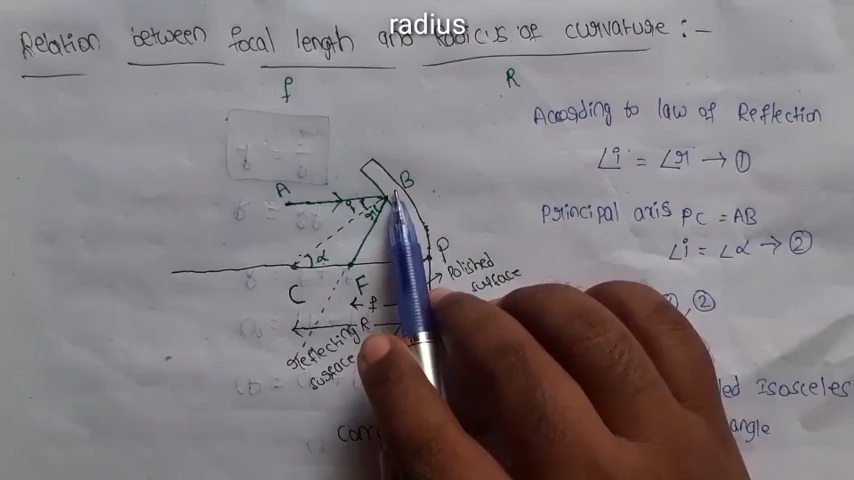 radius
Relation between focal length and Radicus of curvature :-
f
R
According to law of Reflection
∠i = ∠r → ①
Principal axis PC = AB
∠i = ∠α → ②
A
B
i
r
α
P
C
F
Polished
surface
f
R
reflecting
surface
, ②
Isosceles
angle